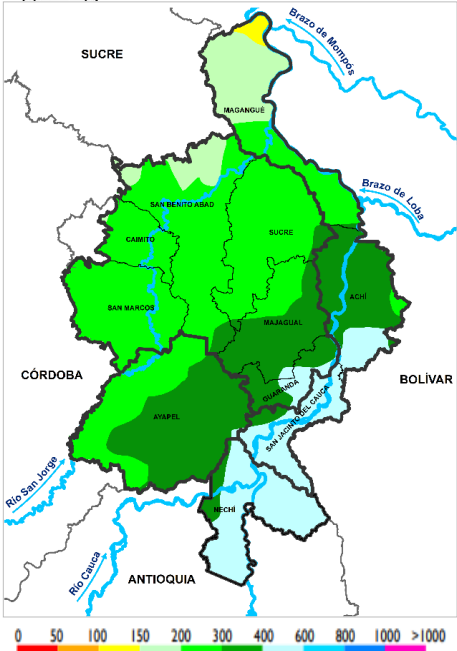 Brazo de Mompós
SUCRE
MAGANGUÉ
Brazo de Loba
SAN BENITO ABAD
SUCRE
CAIMITO
ACHÍ
SAN MARCOS
MAJAGUAL
CÓRDOBA
BOLÍVAR
GUARANDA
AYAPEL
SAN JACINTO DEL CAUCA
Río San Jorge
NECHÍ
Río Cauca
ANTIOQUIA
0 50 100 150 200 300 400 600 800 1000 >1000